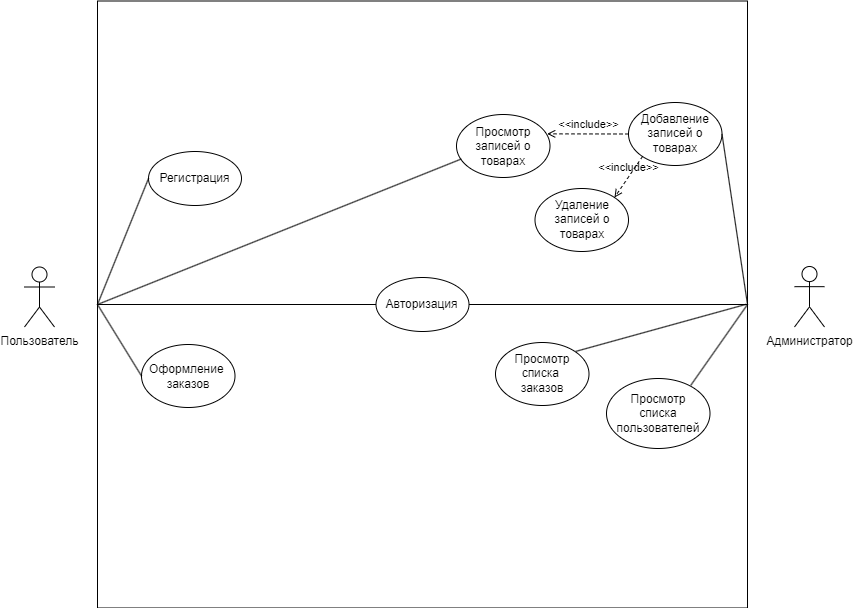 <<include>>
Добавление
записей о
товарах
Просмотр
записей о
товарах
<<include>>
Регистрация
Удаление
записей о
товарах
Авторизация
Пользователь
Администратор
Оформление
заказов
Просмотр
списка
заказов
Просмотр
списка
пользователей